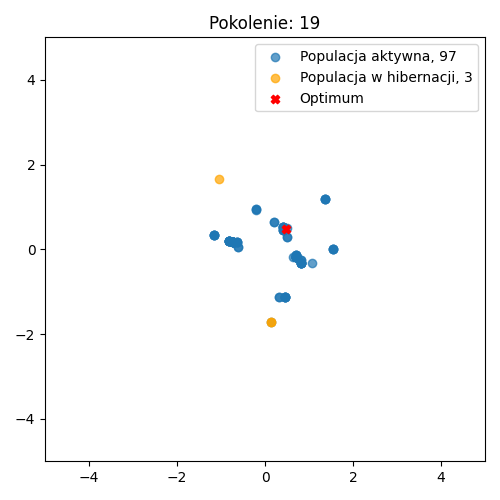 Pokolenie: 19
Populacja aktywna, 97
Populacja w hibernacji, 3
Optimum
4
2
0
−2
−4
−4 −2 0 2 4